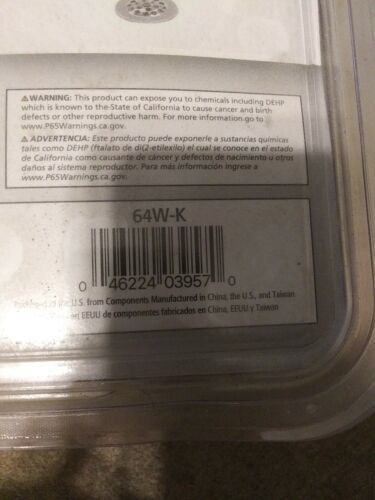 ⚠WARNING: This product can expose you to chemicals including DEHP
which is known to the State of California to cause cancer and birth
defects or other reproductive harm. For more information go to
www.P65Warnings.ca.gov.
⚠ADVERTENCIA: Este producto puede exponerle a sustancias químicas
tales como DEHP (ftalato de di(2-etilexilo) el cual se conoce en el estado
de California como causante de cáncer y defectos de nacimiento u otros
daños al sistema reproductor. Para más información ingrese a
www.P65Warnings.ca.gov.
64W-K
0 46224 03957 0
the U.S. from Components Manufactured in China, the U.S., and Taiwan
en EEUU de componentes fabricados en China, EEUU y Taiwan